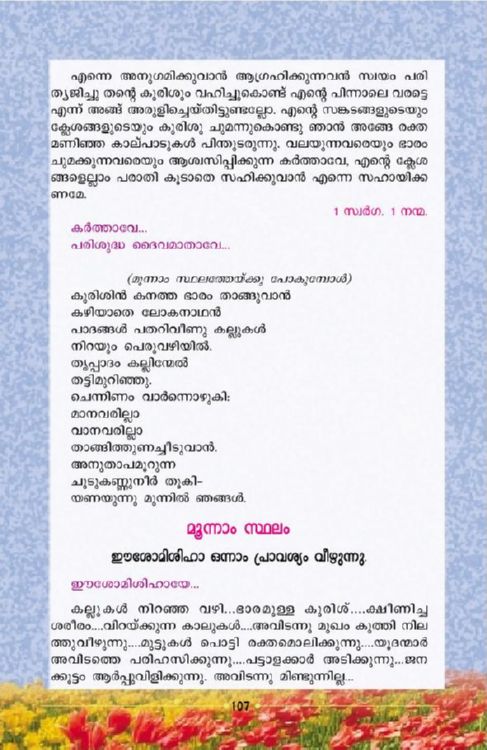 എന്നെ അനുഗമിക്കുവാൻ ആഗ്രഹിക്കുന്നവൻ സ്വയം പരി
ത്യജിച്ചു തന്റെ കുരിശും വഹിച്ചുകൊണ്ട് എന്റെ പിന്നാലെ വരട്ടെ
എന്ന് അങ്ങ് അരുളിച്ചെയ്തിട്ടുണ്ടല്ലോ. എന്റെ സങ്കടങ്ങളുടെയും
ക്ലേശങ്ങളുടെയും കുരിശു ചുമന്നുകൊണ്ടു ഞാൻ അങ്ങേ രക്ത
മണിഞ്ഞ കാല്പാടുകൾ പിന്തുടരുന്നു. വലയുന്നവരെയും ഭാരം
ചുമക്കുന്നവരെയും ആശ്വസിപ്പിക്കുന്ന കർത്താവേ, എന്റെ ക്ലേശ
ങ്ങളെല്ലാം പരാതി കൂടാതെ സഹിക്കുവാൻ എന്നെ സഹായിക്ക
ണമേ.
1 സ്വർഗ. 1 നന്മ.
കർത്താവേ...
പരിശുദ്ധ ദൈവമാതാവേ...
(മൂന്നാം സ്ഥലത്തേയ്ക്കു പോകുമ്പോൾ)
കുരിശിൻ കനത്ത ഭാരം താങ്ങുവാൻ
കഴിയാതെ ലോകനാഥൻ
പാദങ്ങൾ പതറിവീണു കല്ലുകൾ
നിറയും പെരുവഴിയിൽ.
തൃപ്പാദം കല്ലിന്മേൽ
തട്ടിമുറിഞ്ഞു.
ചെന്നിണം വാർന്നൊഴുകി;
മാനവരില്ലാ
വാനവരില്ലാ
താങ്ങിത്തുണച്ചീടുവാൻ.
അനുതാപമൂറുന്ന
ചുടുകണ്ണുനീർ തൂകി-
യണയുന്നു മുന്നിൽ ഞങ്ങൾ.
മൂന്നാം സ്ഥലം
ഈശോമിശിഹാ ഒന്നാം പ്രാവശ്യം വീഴുന്നു.
ഈശോമിശിഹായേ...
കല്ലുകൾ നിറഞ്ഞ വഴി...ഭാരമുള്ള കുരിശ്....ക്ഷീണിച്ച
ശരീരം....വിറയ്ക്കുന്ന കാലുകൾ....അവിടന്നു മുഖം കുത്തി നില
ത്തുവീഴുന്നു....മുട്ടുകൾ പൊട്ടി രക്തമൊലിക്കുന്നു....യൂദന്മാർ
അവിടത്തെ പരിഹസിക്കുന്നു....പട്ടാളക്കാർ അടിക്കുന്നു...ജന
ക്കൂട്ടം ആർപ്പുവിളിക്കുന്നു. അവിടന്നു മിണ്ടുന്നില്ല...
107